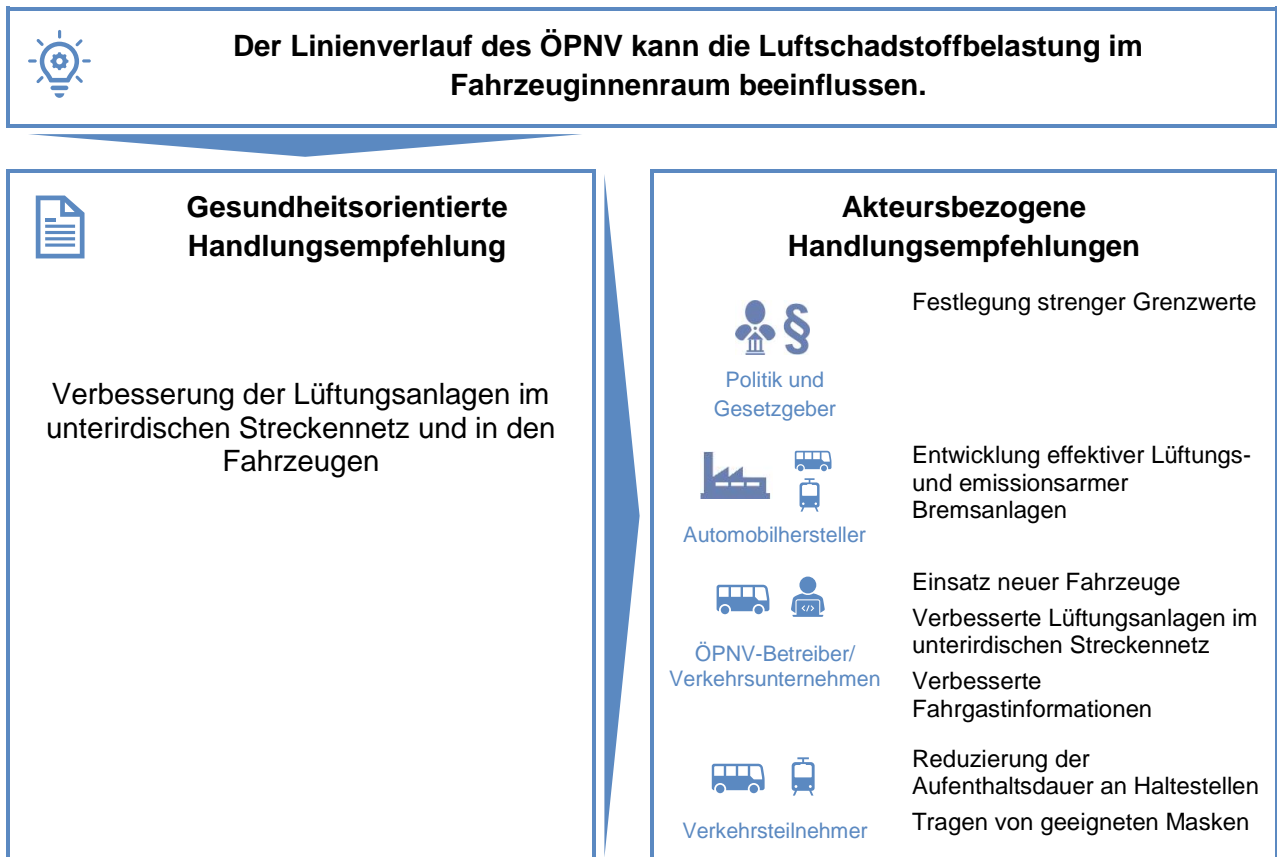 Der Linienverlauf des ÖPNV kann die Luftschadstoffbelastung im
Fahrzeuginnenraum beeinflussen.
Gesundheitsorientierte
Handlungsempfehlung
Verbesserung der Lüftungsanlagen im
unterirdischen Streckennetz und in den
Fahrzeugen
Akteursbezogene
Handlungsempfehlungen
§
Politik und
Gesetzgeber
Festlegung strenger Grenzwerte
Automobilhersteller
Entwicklung effektiver Lüftungs-
und emissionsarmer
Bremsanlagen
</>
ÖPNV-Betreiber/
Verkehrsunternehmen
Einsatz neuer Fahrzeuge
Verbesserte Lüftungsanlagen im
unterirdischen Streckennetz
Verbesserte
Fahrgastinformationen
Verkehrsteilnehmer
Reduzierung der
Aufenthaltsdauer an Haltestellen
Tragen von geeigneten Masken